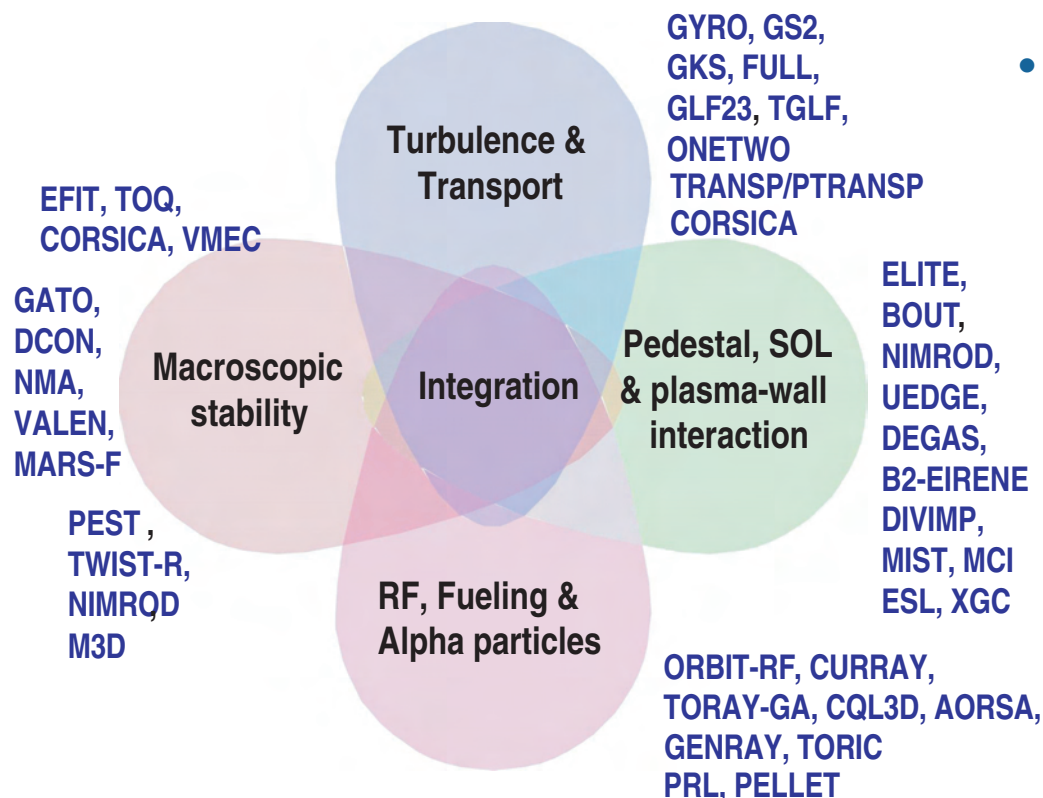 GYRO, GS2,
GKS, FULL,
GLF23, TGLF,
ONETWO
TRANSP/PTRANSP
CORSICA
Turbulence &
Transport
EFIT, TOQ,
CORSICA, VMEC
GATO,
DCON,
NMA,
VALEN,
MARS-F
PEST ,
TWIST-R,
NIMROD,
M3D
Macroscopic
stability
Integration
Pedestal, SOL
& plasma-wall
interaction
ELITE,
BOUT,
NIMROD,
UEDGE,
DEGAS,
B2-EIRENE
DIVIMP,
MIST, MCI
ESL, XGC
RF, Fueling &
Alpha particles
ORBIT-RF, CURRAY,
TORAY-GA, CQL3D, AORSA,
GENRAY, TORIC
PRL, PELLET